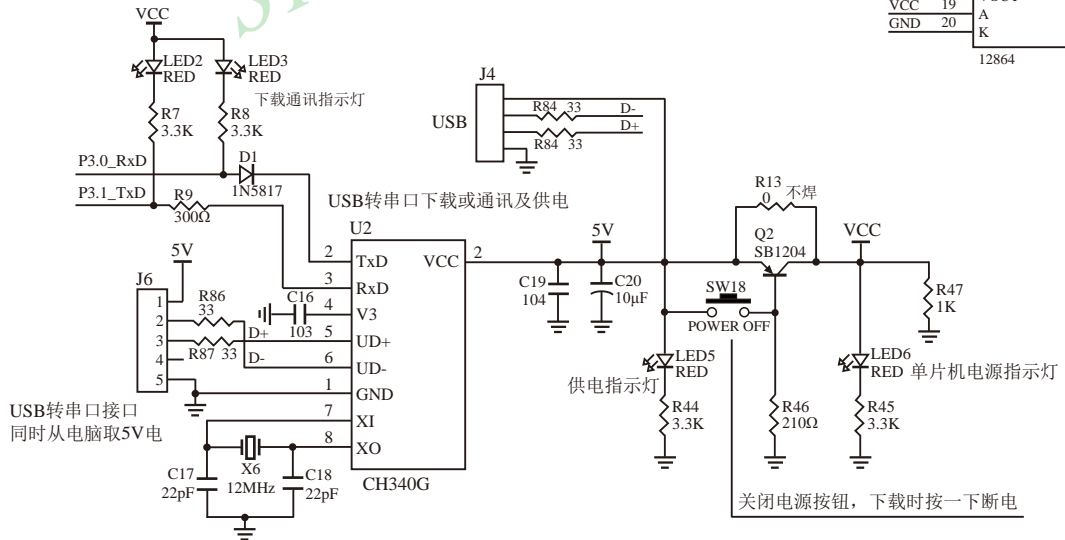 VCC
LED2
RED
LED3
RED
下载通讯指示灯
R7
3.3K
R8
3.3K
P3.0_RxD
D1
1N5817
P3.1_TxD
R9
300Ω
J4
USB
R84 33 D-
D+
R84 33
VCC 19 A
GND 20 K
12864
USB转串口下载或通讯及供电
U2
2 TxD
VCC 2
3 RxD
4 V3
5 UD+
6 UD-
1 GND
7 XI
8 XO
CH340G
5V
J6
1
2
3
4
5
R86
33
D+
R87 33
D-
C16
103
USB转串口接口
同时从电脑取5V电
C17
22pF
X6
12MHz
C18
22pF
5V
C19
104
C20
10μF
R13
0 不焊
Q2
SB1204
VCC
SW18
POWER OFF
R47
1K
LED5
RED
供电指示灯
R44
3.3K
R46
210Ω
LED6
RED 单片机电源指示灯
R45
3.3K
关闭电源按钮，下载时按一下断电